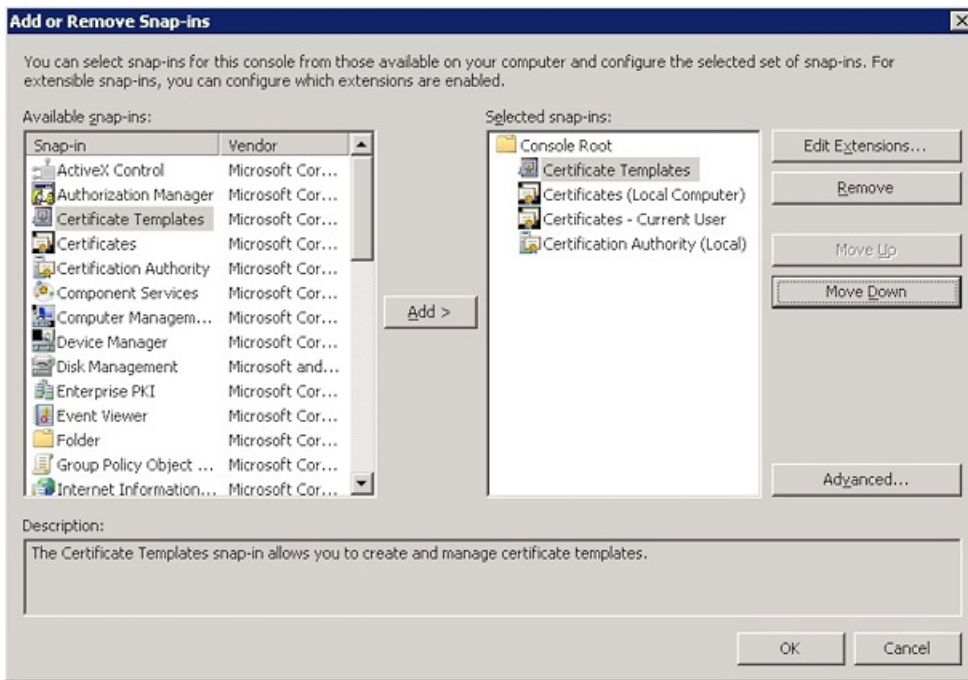 Add or Remove Snap-ins
You can select snap-ins for this console from those available on your computer and configure the selected set of snap-ins. For
extensible snap-ins, you can configure which extensions are enabled.
Available snap-ins:
Snap-in Vendor
ActiveX Control Microsoft Cor...
Authorization Manager Microsoft Cor...
Certificate Templates Microsoft Cor...
Certificates Microsoft Cor...
Certification Authority Microsoft Cor...
Component Services Microsoft Cor...
Computer Managem... Microsoft Cor...
Device Manager Microsoft Cor...
Disk Management Microsoft and...
Enterprise PKI Microsoft Cor...
Event Viewer Microsoft Cor...
Folder Microsoft Cor...
Group Policy Object ... Microsoft Cor...
Internet Information... Microsoft Cor...
Add >
Selected snap-ins:
Console Root
Certificate Templates
Certificates (Local Computer)
Certificates - Current User
Certification Authority (Local)
Edit Extensions...
Remove
Move Up
Move Down
Advanced...
Description:
The Certificate Templates snap-in allows you to create and manage certificate templates.
OK
Cancel